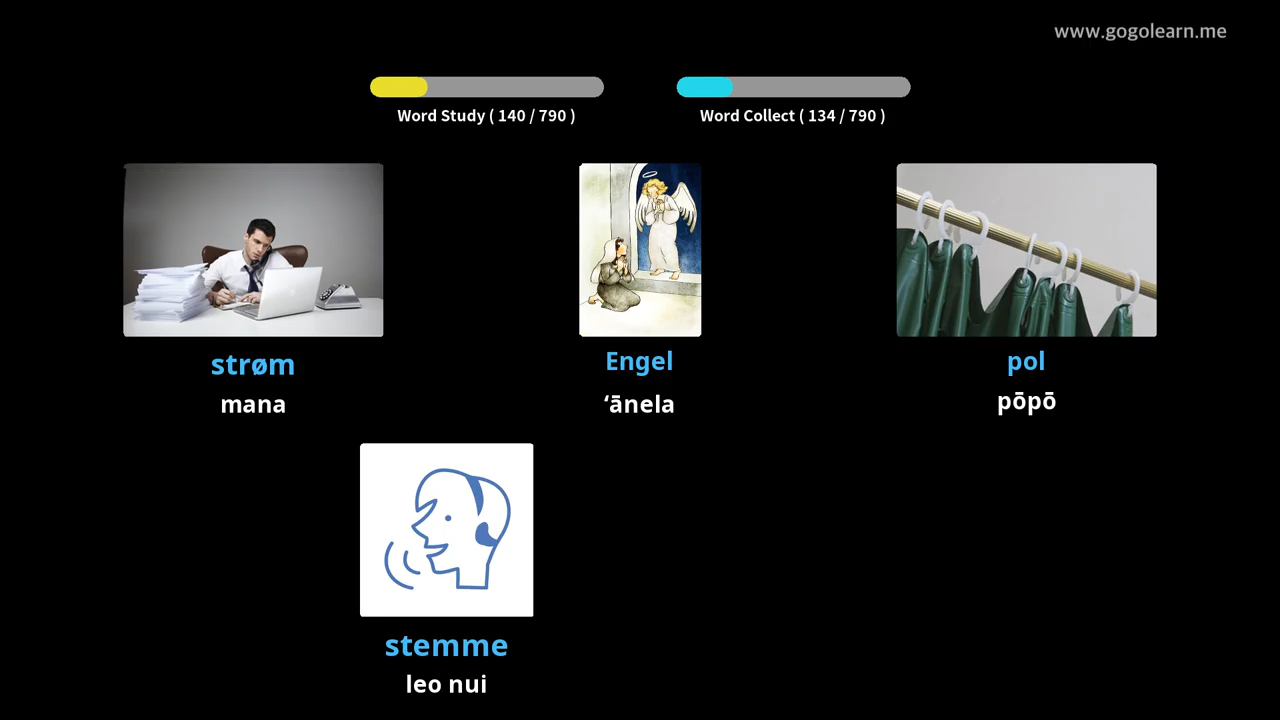 www.gogolearn.me
Word Study ( 140 / 790 )
Word Collect ( 134 / 790 )
strøm
mana
Engel
ʻānela
pol
pōpō
stemme
leo nui